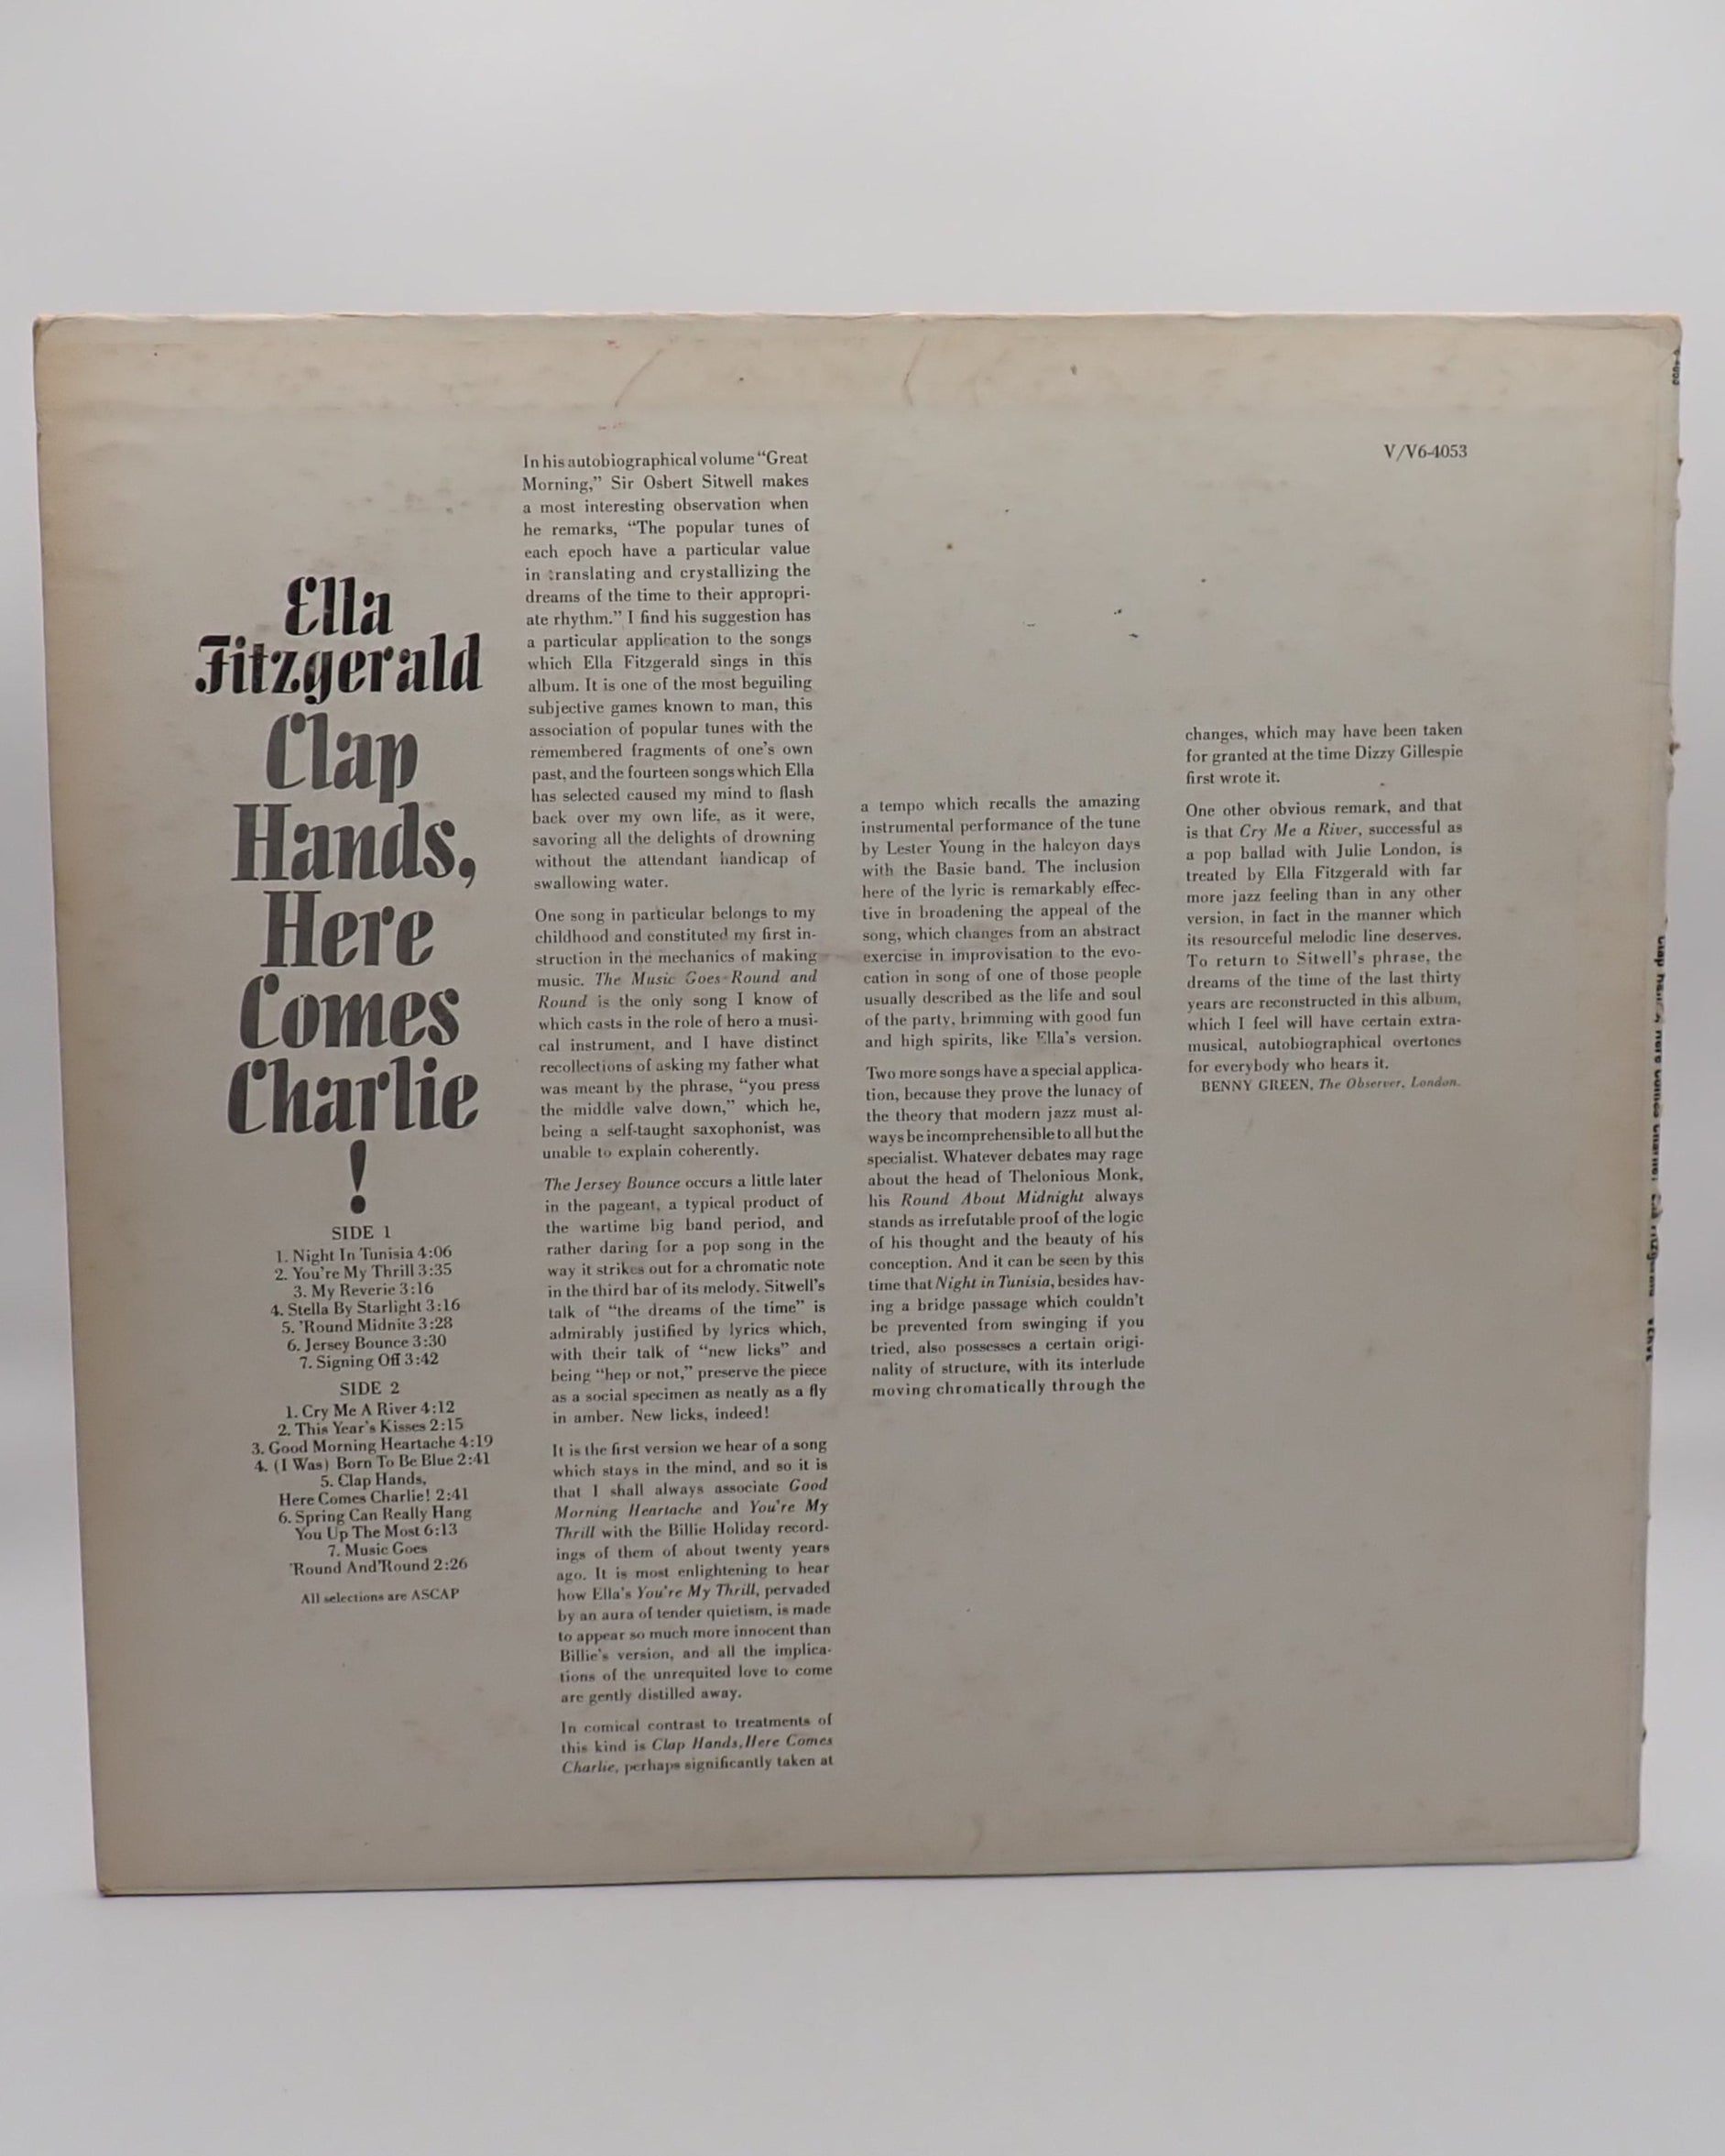 V/V6-4053
Ella
Fitzgerald
Clap
Hands,
Here
Comes
Charlie
!
SIDE 1
1. Night In Tunisia 4:06
2. You're My Thrill 3:35
3. My Reverie 3:16
4. Stella By Starlight 3:16
5. 'Round Midnite 3:28
6. Jersey Bounce 3:30
7. Signing Off 3:42
SIDE 2
1. Cry Me A River 4:12
2. This Year's Kisses 2:15
3. Good Morning Heartache 4:19
4. (I Was) Born To Be Blue 2:41
5. Clap Hands,
Here Comes Charlie! 2:41
6. Spring Can Really Hang
You Up The Most 6:13
7. Music Goes
'Round And 'Round 2:26
All selections are ASCAP
In his autobiographical volume “Great
Morning,” Sir Osbert Sitwell makes
a most interesting observation when
he remarks, “The popular tunes of
each epoch have a particular value
in translating and crystallizing the
dreams of the time to their appropri-
ate rhythm.” I find his suggestion has
a particular application to the songs
which Ella Fitzgerald sings in this
album. It is one of the most beguiling
subjective games known to man, this
association of popular tunes with the
remembered fragments of one's own
past, and the fourteen songs which Ella
has selected caused my mind to flash
back over my own life, as it were,
savoring all the delights of drowning
without the attendant handicap of
swallowing water.
One song in particular belongs to my
childhood and constituted my first in-
struction in the mechanics of making
music. The Music Goes Round and
Round is the only song I know of
which casts in the role of hero a musi-
cal instrument, and I have distinct
recollections of asking my father what
was meant by the phrase, “you press
the middle valve down,” which he,
being a self-taught saxophonist, was
unable to explain coherently.
The Jersey Bounce occurs a little later
in the pageant, a typical product of
the wartime big band period, and
rather daring for a pop song in the
way it strikes out for a chromatic note
in the third bar of its melody. Sitwell's
talk of “the dreams of the time” is
admirably justified by lyrics which,
with their talk of “new licks” and
being “hep or not,” preserve the piece
as a social specimen as neatly as a fly
in amber. New licks, indeed!
It is the first version we hear of a song
which stays in the mind, and so it is
that I shall always associate Good
Morning Heartache and You're My
Thrill with the Billie Holiday record-
ings of them of about twenty years
ago. It is most enlightening to hear
how Ella's You're My Thrill, pervaded
by an aura of tender quietism, is made
to appear so much more innocent than
Billie's version, and all the implica-
tions of the unrequited love to come
are gently distilled away.
In comical contrast to treatments of
this kind is Clap Hands, Here Comes
Charlie, perhaps significantly taken at
a tempo which recalls the amazing
instrumental performance of the tune
by Lester Young in the halcyon days
with the Basie band. The inclusion
here of the lyric is remarkably effec-
tive in broadening the appeal of the
song, which changes from an abstract
exercise in improvisation to the evo-
cation in song of one of those people
usually described as the life and soul
of the party, brimming with good fun
and high spirits, like Ella's version.
Two more songs have a special applica-
tion, because they prove the lunacy of
the theory that modern jazz must al-
ways be incomprehensible to all but the
specialist. Whatever debates may rage
about the head of Thelonious Monk,
his Round About Midnight always
stands as irrefutable proof of the logic
of his thought and the beauty of his
conception. And it can be seen by this
time that Night in Tunisia, besides hav-
ing a bridge passage which couldn't
be prevented from swinging if you
tried, also possesses a certain origi-
nality of structure, with its interlude
moving chromatically through the
changes, which may have been taken
for granted at the time Dizzy Gillespie
first wrote it.
One other obvious remark, and that
is that Cry Me a River, successful as
a pop ballad with Julie London, is
treated by Ella Fitzgerald with far
more jazz feeling than in any other
version, in fact in the manner which
its resourceful melodic line deserves.
To return to Sitwell's phrase, the
dreams of the time of the last thirty
years are reconstructed in this album,
which I feel will have certain extra-
musical, autobiographical overtones
for everybody who hears it.
BENNY GREEN, The Observer, London.